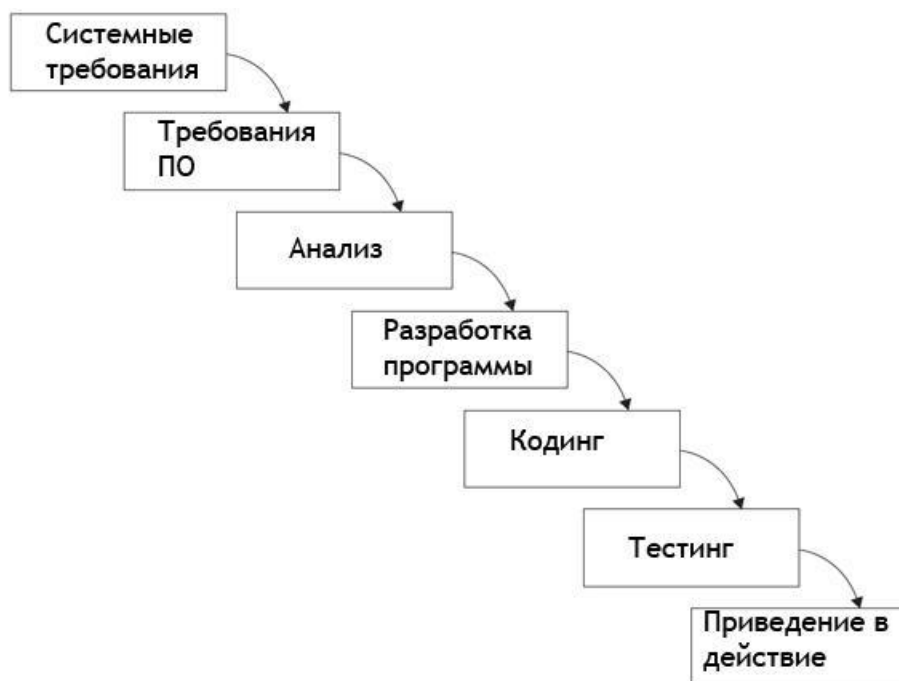 Системные
требования
Требования
ПО
Анализ
Разработка
программы
Кодинг
Тестинг
Приведение в
действие